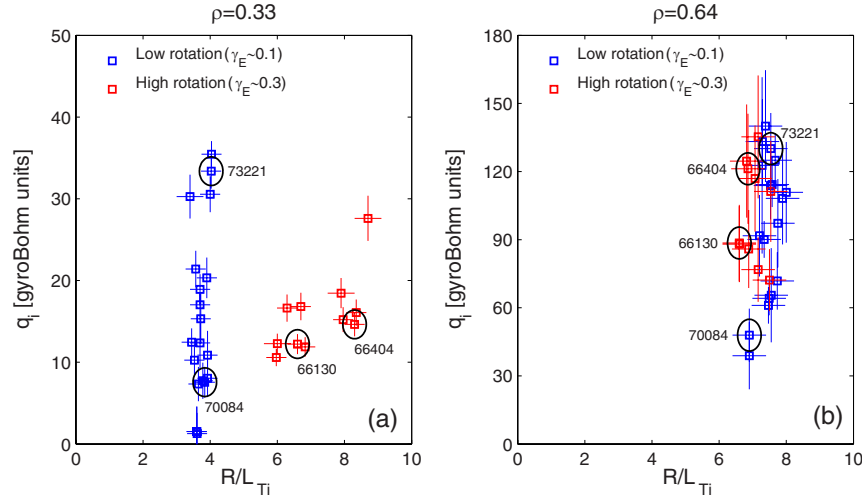 ρ=0.33
50
40
30
20
10
0
q_i [gyroBohm units]
Low rotation(γ_E~0.1)
High rotation(γ_E~0.3)
73221
66404
66130
70084
(a)
0 2 4 6 8 10
R/L_Ti
ρ=0.64
180
150
120
90
60
30
0
q_i [gyroBohm units]
Low rotation(γ_E~0.1)
High rotation(γ_E~0.3)
73221
66404
66130
70084
(b)
0 2 4 6 8 10
R/L_Ti